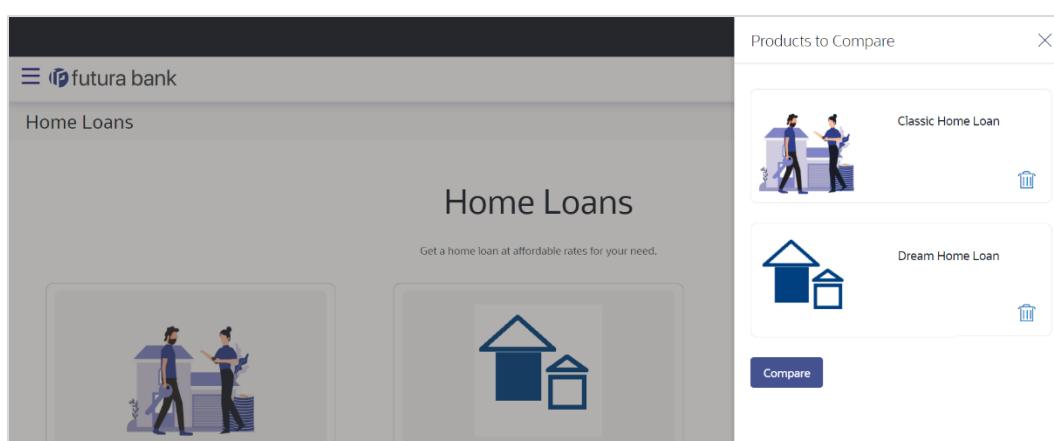 futura bank
Home Loans
Home Loans
Get a home loan at affordable rates for your need.
Products to Compare
Classic Home Loan
Dream Home Loan
Compare